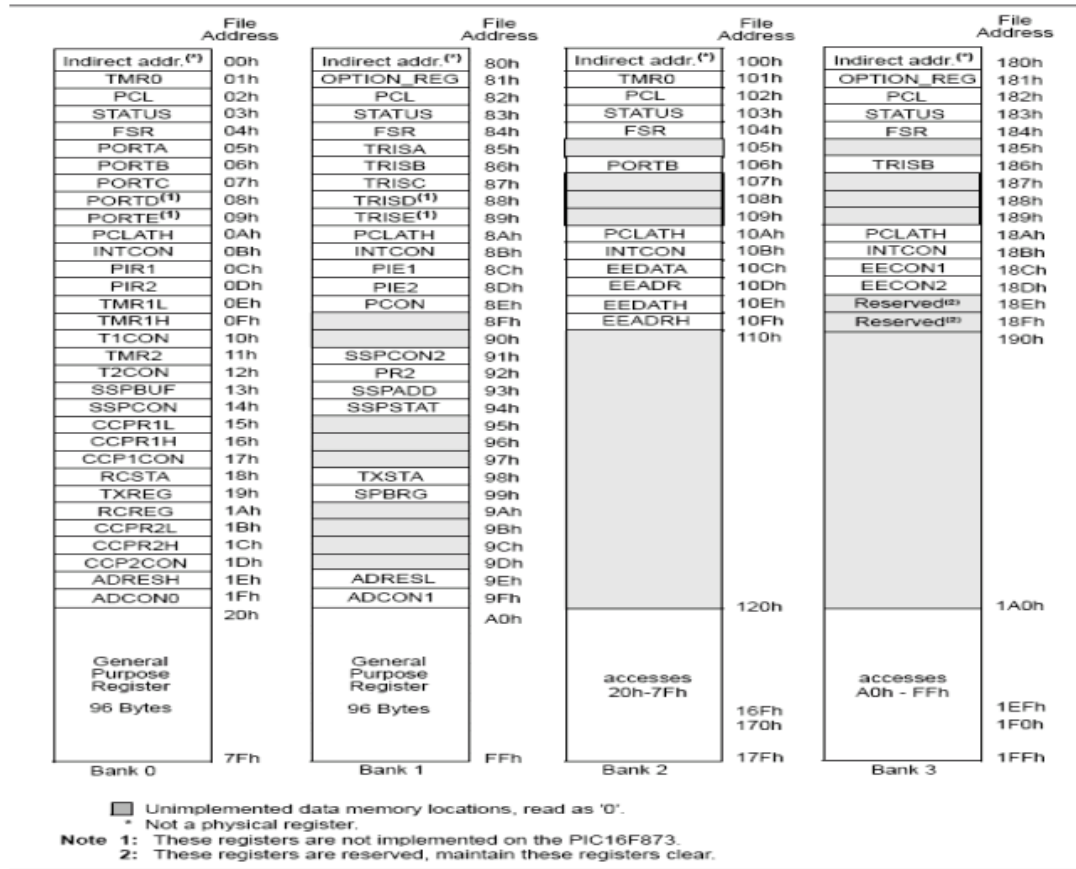 File Address File Address File Address File Address
Indirect addr.(*) 00h Indirect addr.(*) 80h Indirect addr.(*) 100h Indirect addr.(*) 180h
TMR0 01h OPTION_REG 81h TMR0 101h OPTION_REG 181h
PCL 02h PCL 82h PCL 102h PCL 182h
STATUS 03h STATUS 83h STATUS 103h STATUS 183h
FSR 04h FSR 84h FSR 104h FSR 184h
PORTA 05h TRISA 85h 105h 185h
PORTB 06h TRISB 86h PORTB 106h TRISB 186h
PORTC 07h TRISC 87h 107h 187h
PORTD(1) 08h TRISD(1) 88h 108h 188h
PORTE(1) 09h TRISE(1) 89h 109h 189h
PCLATH 0Ah PCLATH 8Ah PCLATH 10Ah PCLATH 18Ah
INTCON 0Bh INTCON 8Bh INTCON 10Bh INTCON 18Bh
PIR1 0Ch PIE1 8Ch EEDATA 10Ch EECON1 18Ch
PIR2 0Dh PIE2 8Dh EEADR 10Dh EECON2 18Dh
TMR1L 0Eh PCON 8Eh EEDATH 10Eh Reserved(2) 18Eh
TMR1H 0Fh 8Fh EEADRH 10Fh Reserved(2) 18Fh
T1CON 10h 90h 110h 190h
TMR2 11h SSPCON2 91h
T2CON 12h PR2 92h
SSPBUF 13h SSPADD 93h
SSPCON 14h SSPSTAT 94h
CCPR1L 15h 95h
CCPR1H 16h 96h
CCP1CON 17h 97h
RCSTA 18h TXSTA 98h
TXREG 19h SPBRG 99h
RCREG 1Ah 9Ah
CCPR2L 1Bh 9Bh
CCPR2H 1Ch 9Ch
CCP2CON 1Dh 9Dh
ADRESH 1Eh ADRESL 9Eh
ADCON0 1Fh ADCON1 9Fh
20h A0h 120h 1A0h
General General
Purpose Purpose accesses accesses
Register Register 20h-7Fh A0h - FFh
96 Bytes 96 Bytes 16Fh 1EFh
170h 1F0h
7Fh FFh 17Fh 1FFh
Bank 0 Bank 1 Bank 2 Bank 3
Unimplemented data memory locations, read as '0'.
* Not a physical register.
Note 1: These registers are not implemented on the PIC16F873.
2: These registers are reserved, maintain these registers clear.